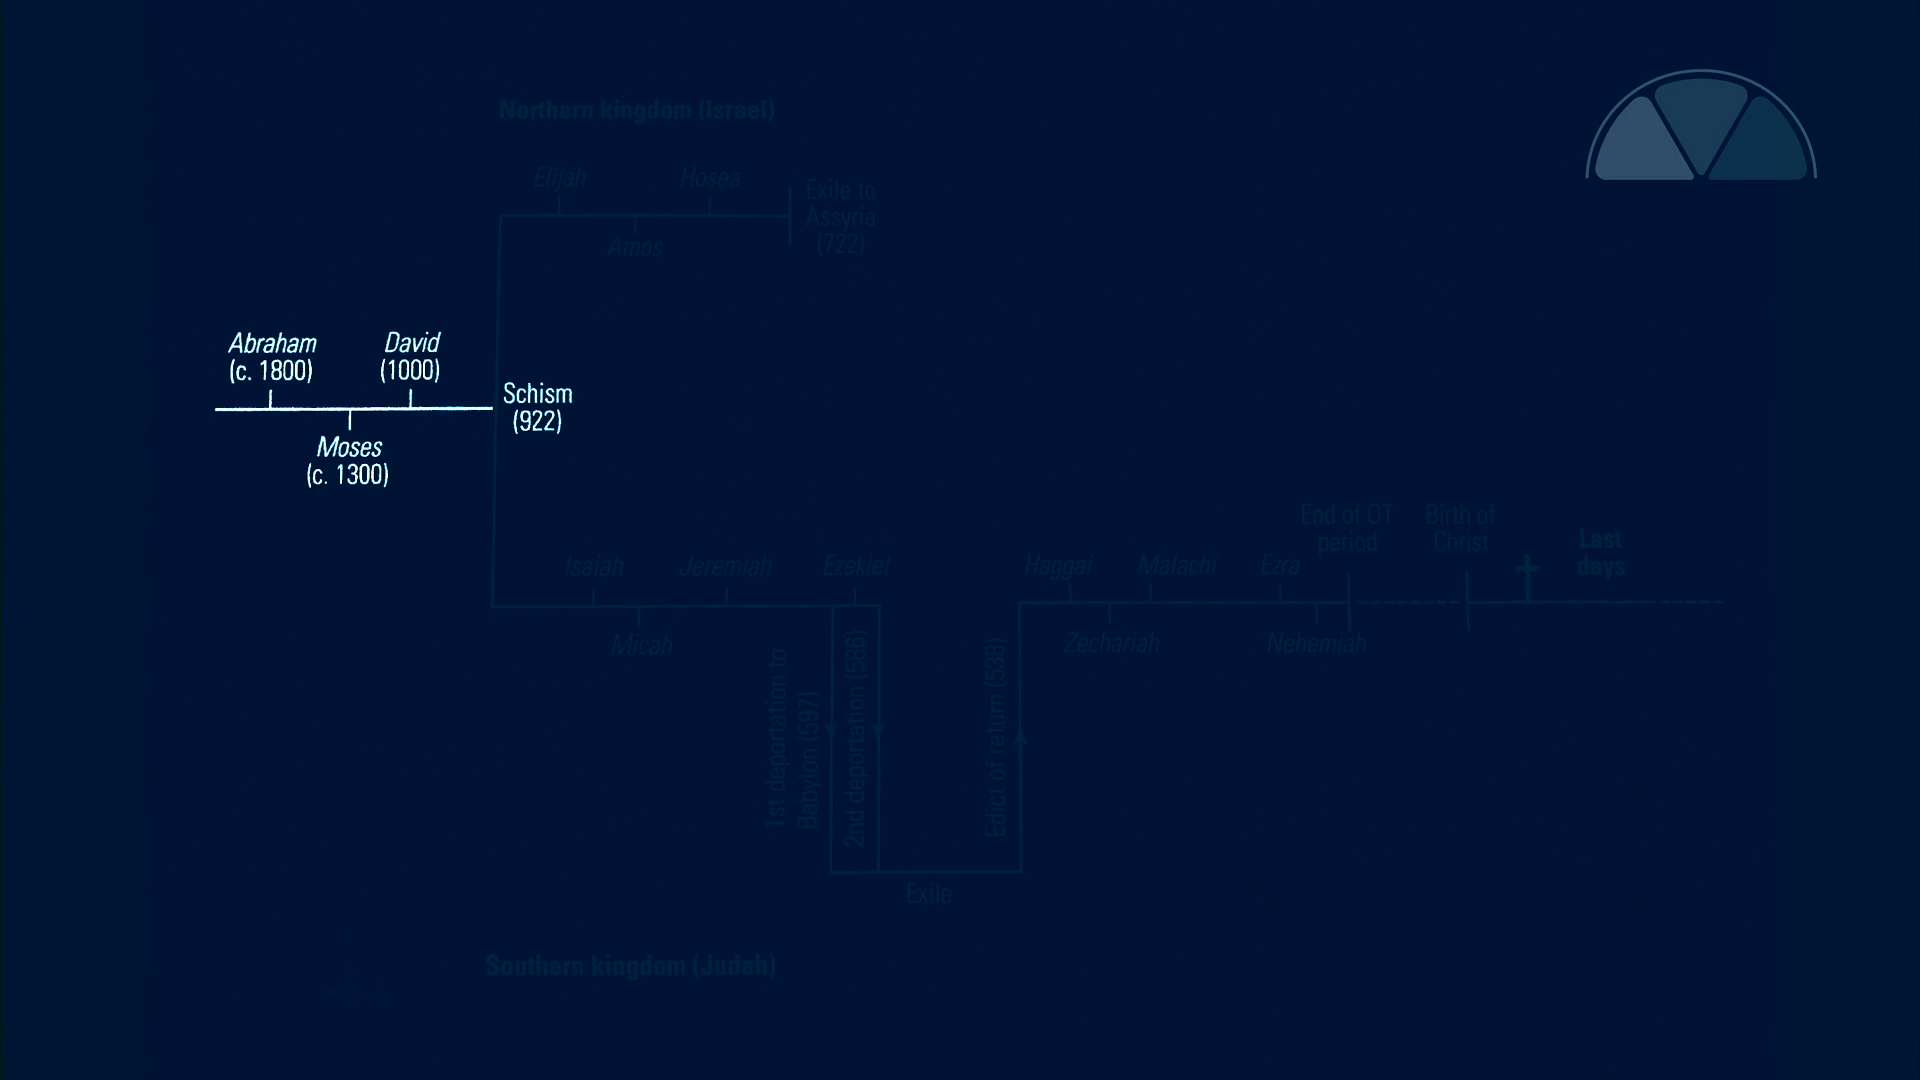 Northern kingdom (Israel)
Elijah
Hosea
Exile to
Assyria
(722)
Amos
Abraham
(c. 1800)
David
(1000)
Schism
(922)
Moses
(c. 1300)
End of OT
period
Birth of
Christ
Last
days
Isaiah
Jeremiah
Ezekiel
Haggai
Malachi
Ezra
Micah
Zechariah
Nehemiah
1st deportation to
Babylon (597)
2nd deportation (586)
Edict of return (538)
Exile
Southern kingdom (Judah)